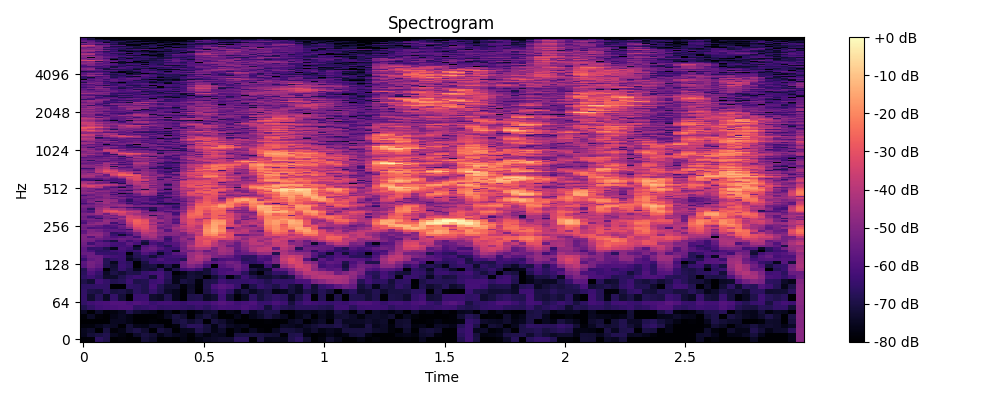 Spectrogram
+0 dB
4096
-10 dB
2048
-20 dB
1024
-30 dB
Hz
512
-40 dB
256
-50 dB
128
-60 dB
64
-70 dB
0
-80 dB
0 0.5 1 1.5 2 2.5
Time